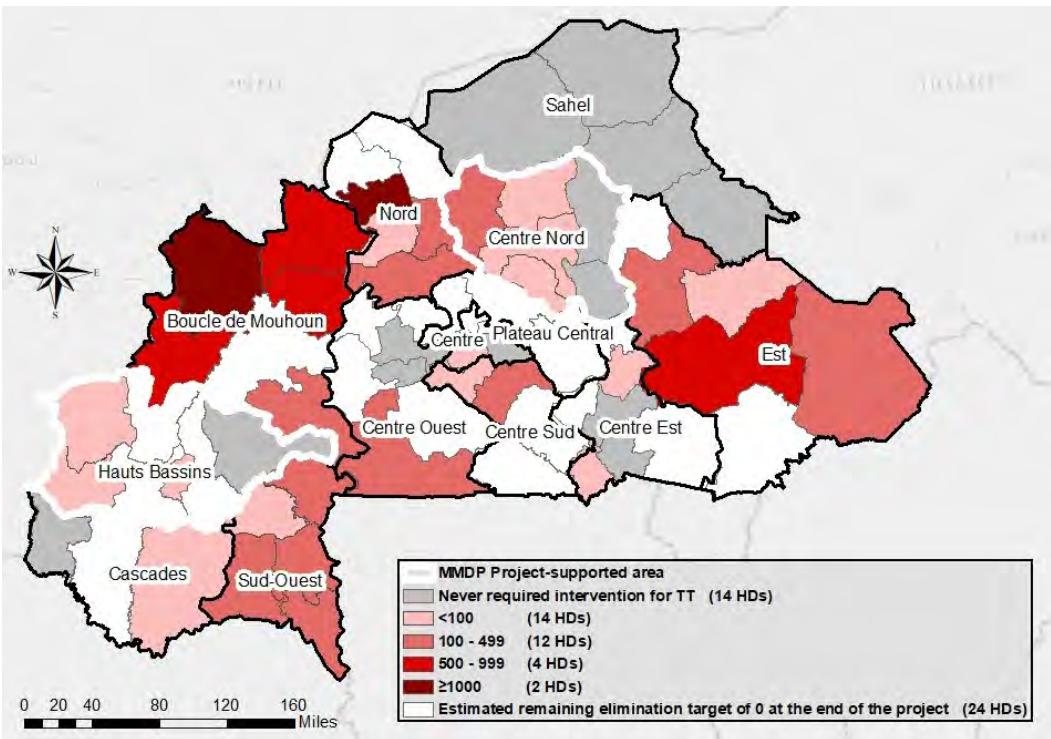 Sahel
N
W E
S
Nord
Centre Nord
Boucle de Mouhoun
Centre
Plateau Central
Est
Centre Ouest
Centre Sud
Centre Est
Hauts Bassins
Cascades
Sud-Ouest
MMDP Project-supported area
Never required intervention for TT (14 HDs)
<100 (14 HDs)
100 - 499 (12 HDs)
500 - 999 (4 HDs)
≥1000 (2 HDs)
Estimated remaining elimination target of 0 at the end of the project (24 HDs)
0 20 40 80 120 160
Miles